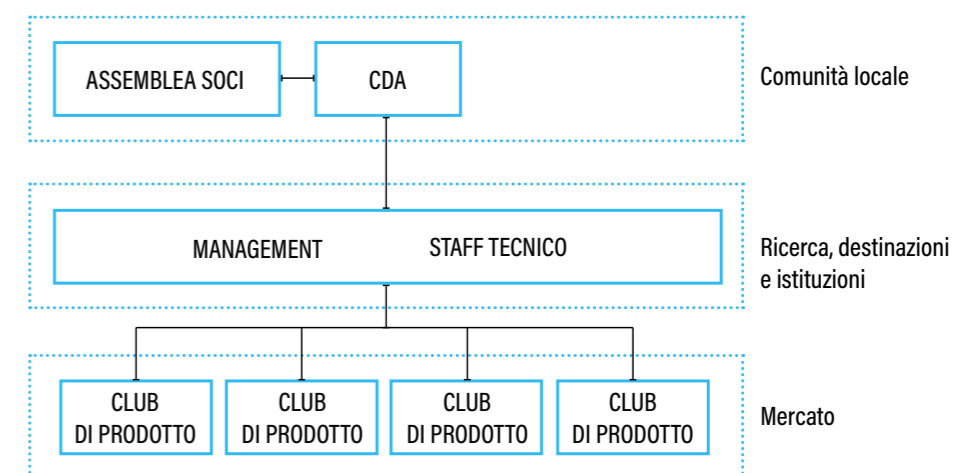 ASSEMBLEA SOCI
CDA
Comunità locale
MANAGEMENT
STAFF TECNICO
Ricerca, destinazioni
e istituzioni
CLUB
DI PRODOTTO
CLUB
DI PRODOTTO
CLUB
DI PRODOTTO
CLUB
DI PRODOTTO
Mercato